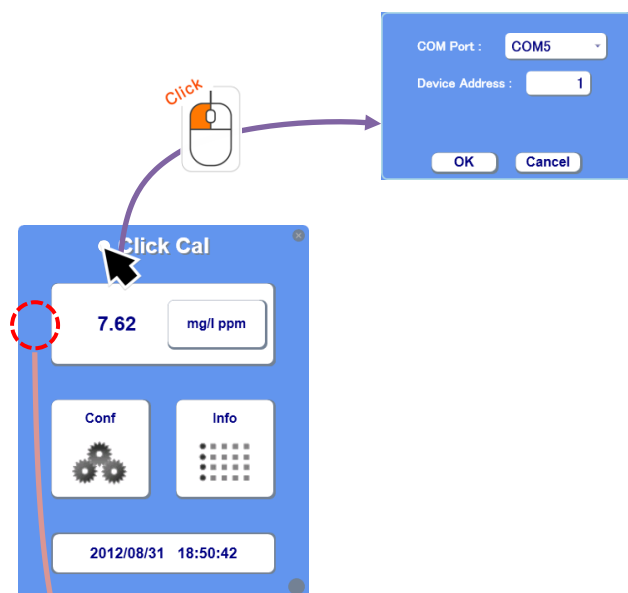 COM Port : COM5
Device Address : 1
OK Cancel
Click
Click Cal
7.62 mg/l ppm
Conf Info
2012/08/31 18:50:42